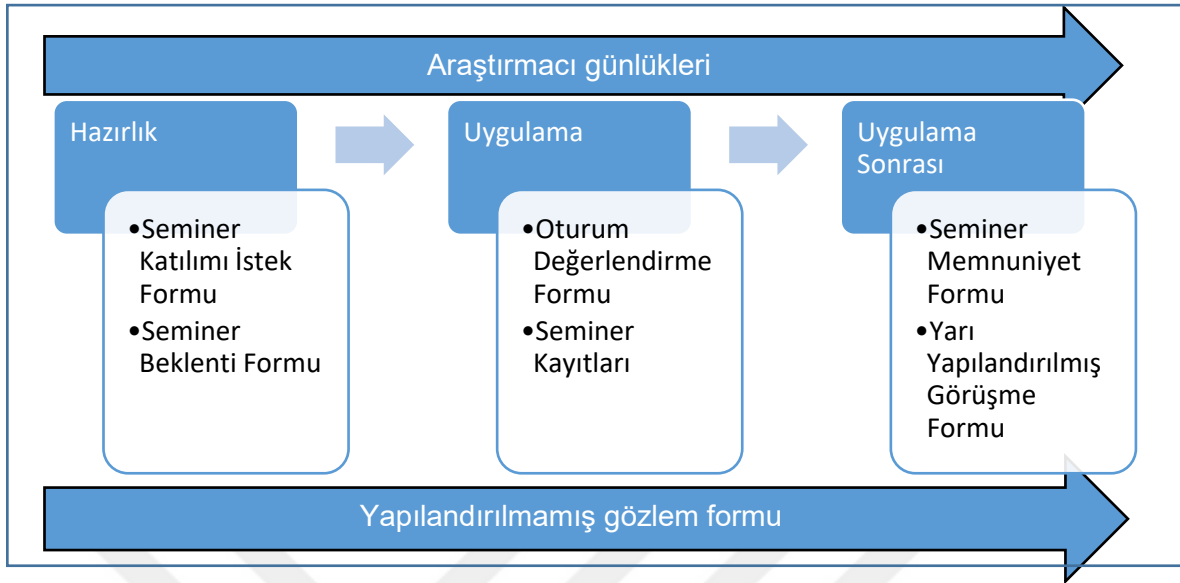 Araştırmacı günlükleri
Hazırlık
•Seminer
Katılımı İstek
Formu
•Seminer
Beklenti Formu
Uygulama
•Oturum
Değerlendirme
Formu
•Seminer
Kayıtları
Uygulama
Sonrası
•Seminer
Memnuniyet
Formu
•Yarı
Yapılandırılmış
Görüşme
Formu
Yapılandırılmamış gözlem formu